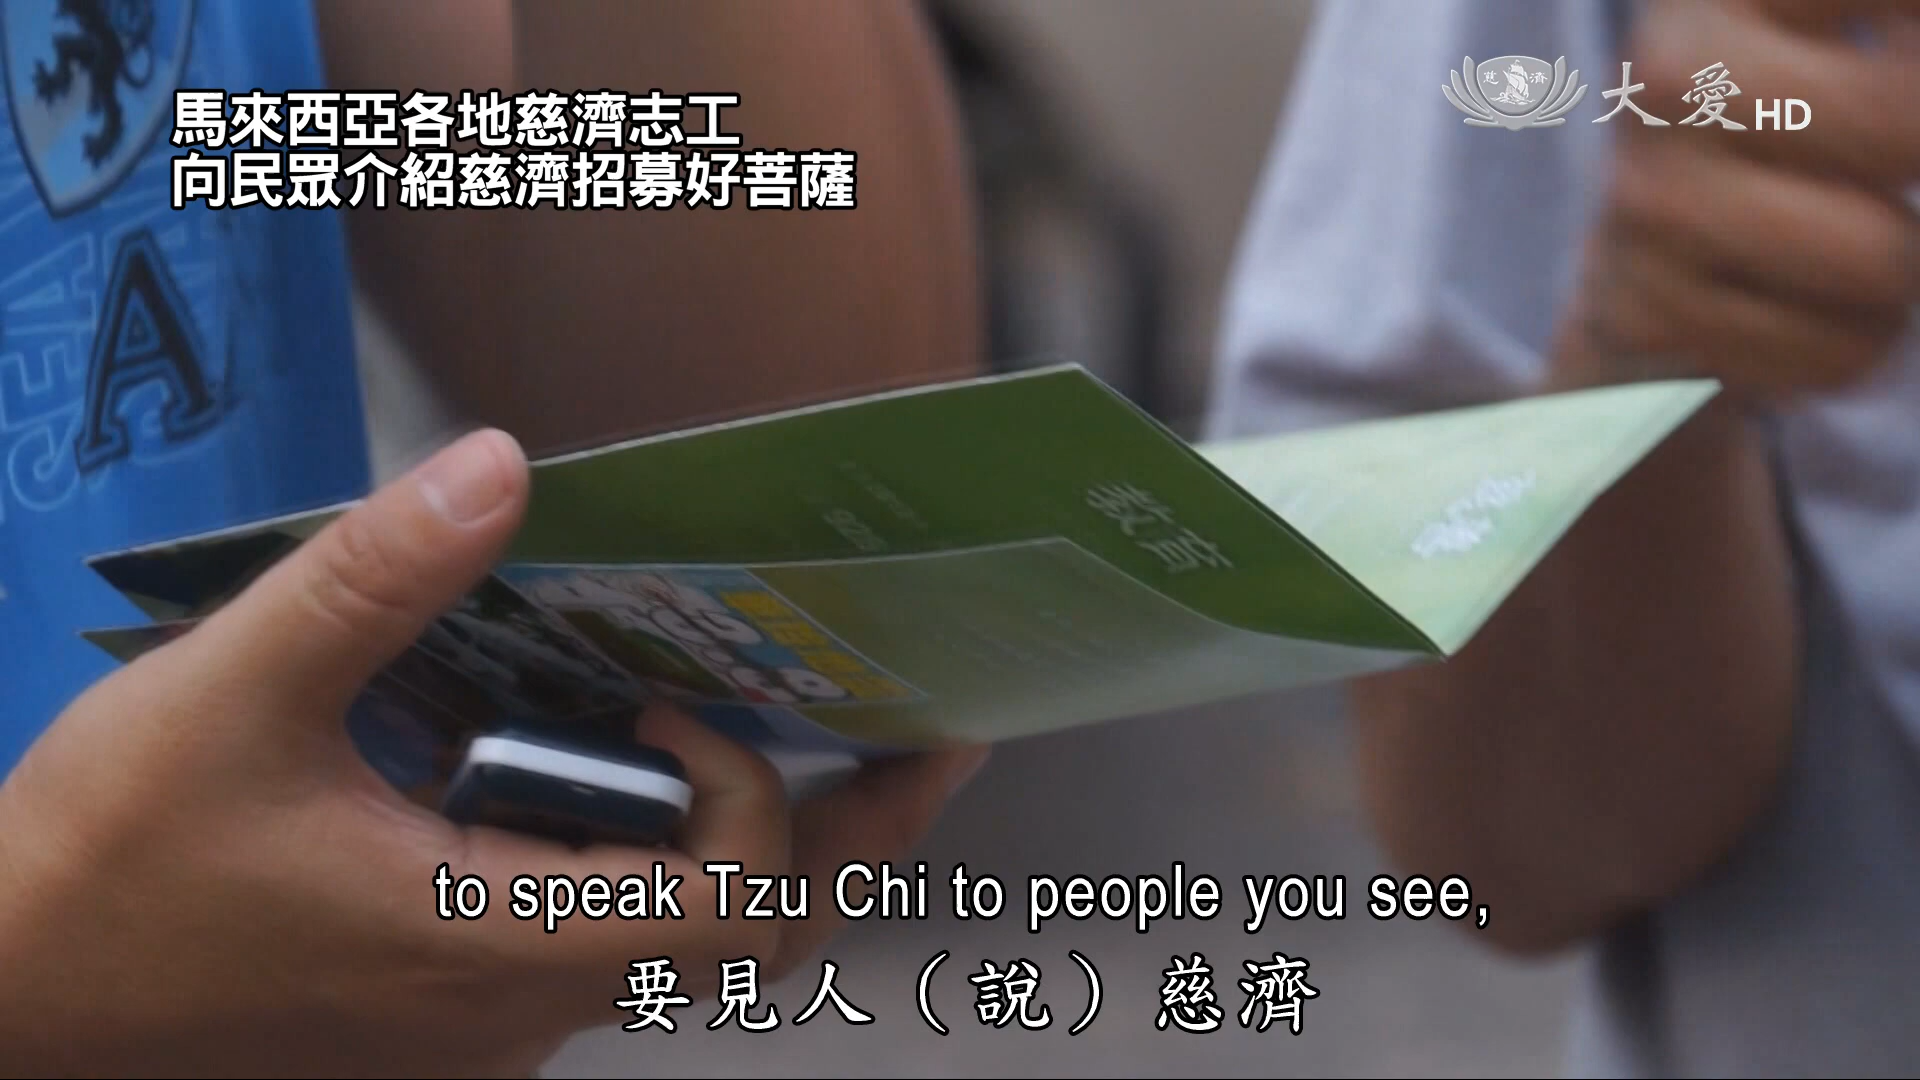 馬來西亞各地慈濟志工
向民眾介紹慈濟招募好菩薩
慈濟
大愛HD
A
教育
to speak Tzu Chi to people you see,
要見人（說）慈濟